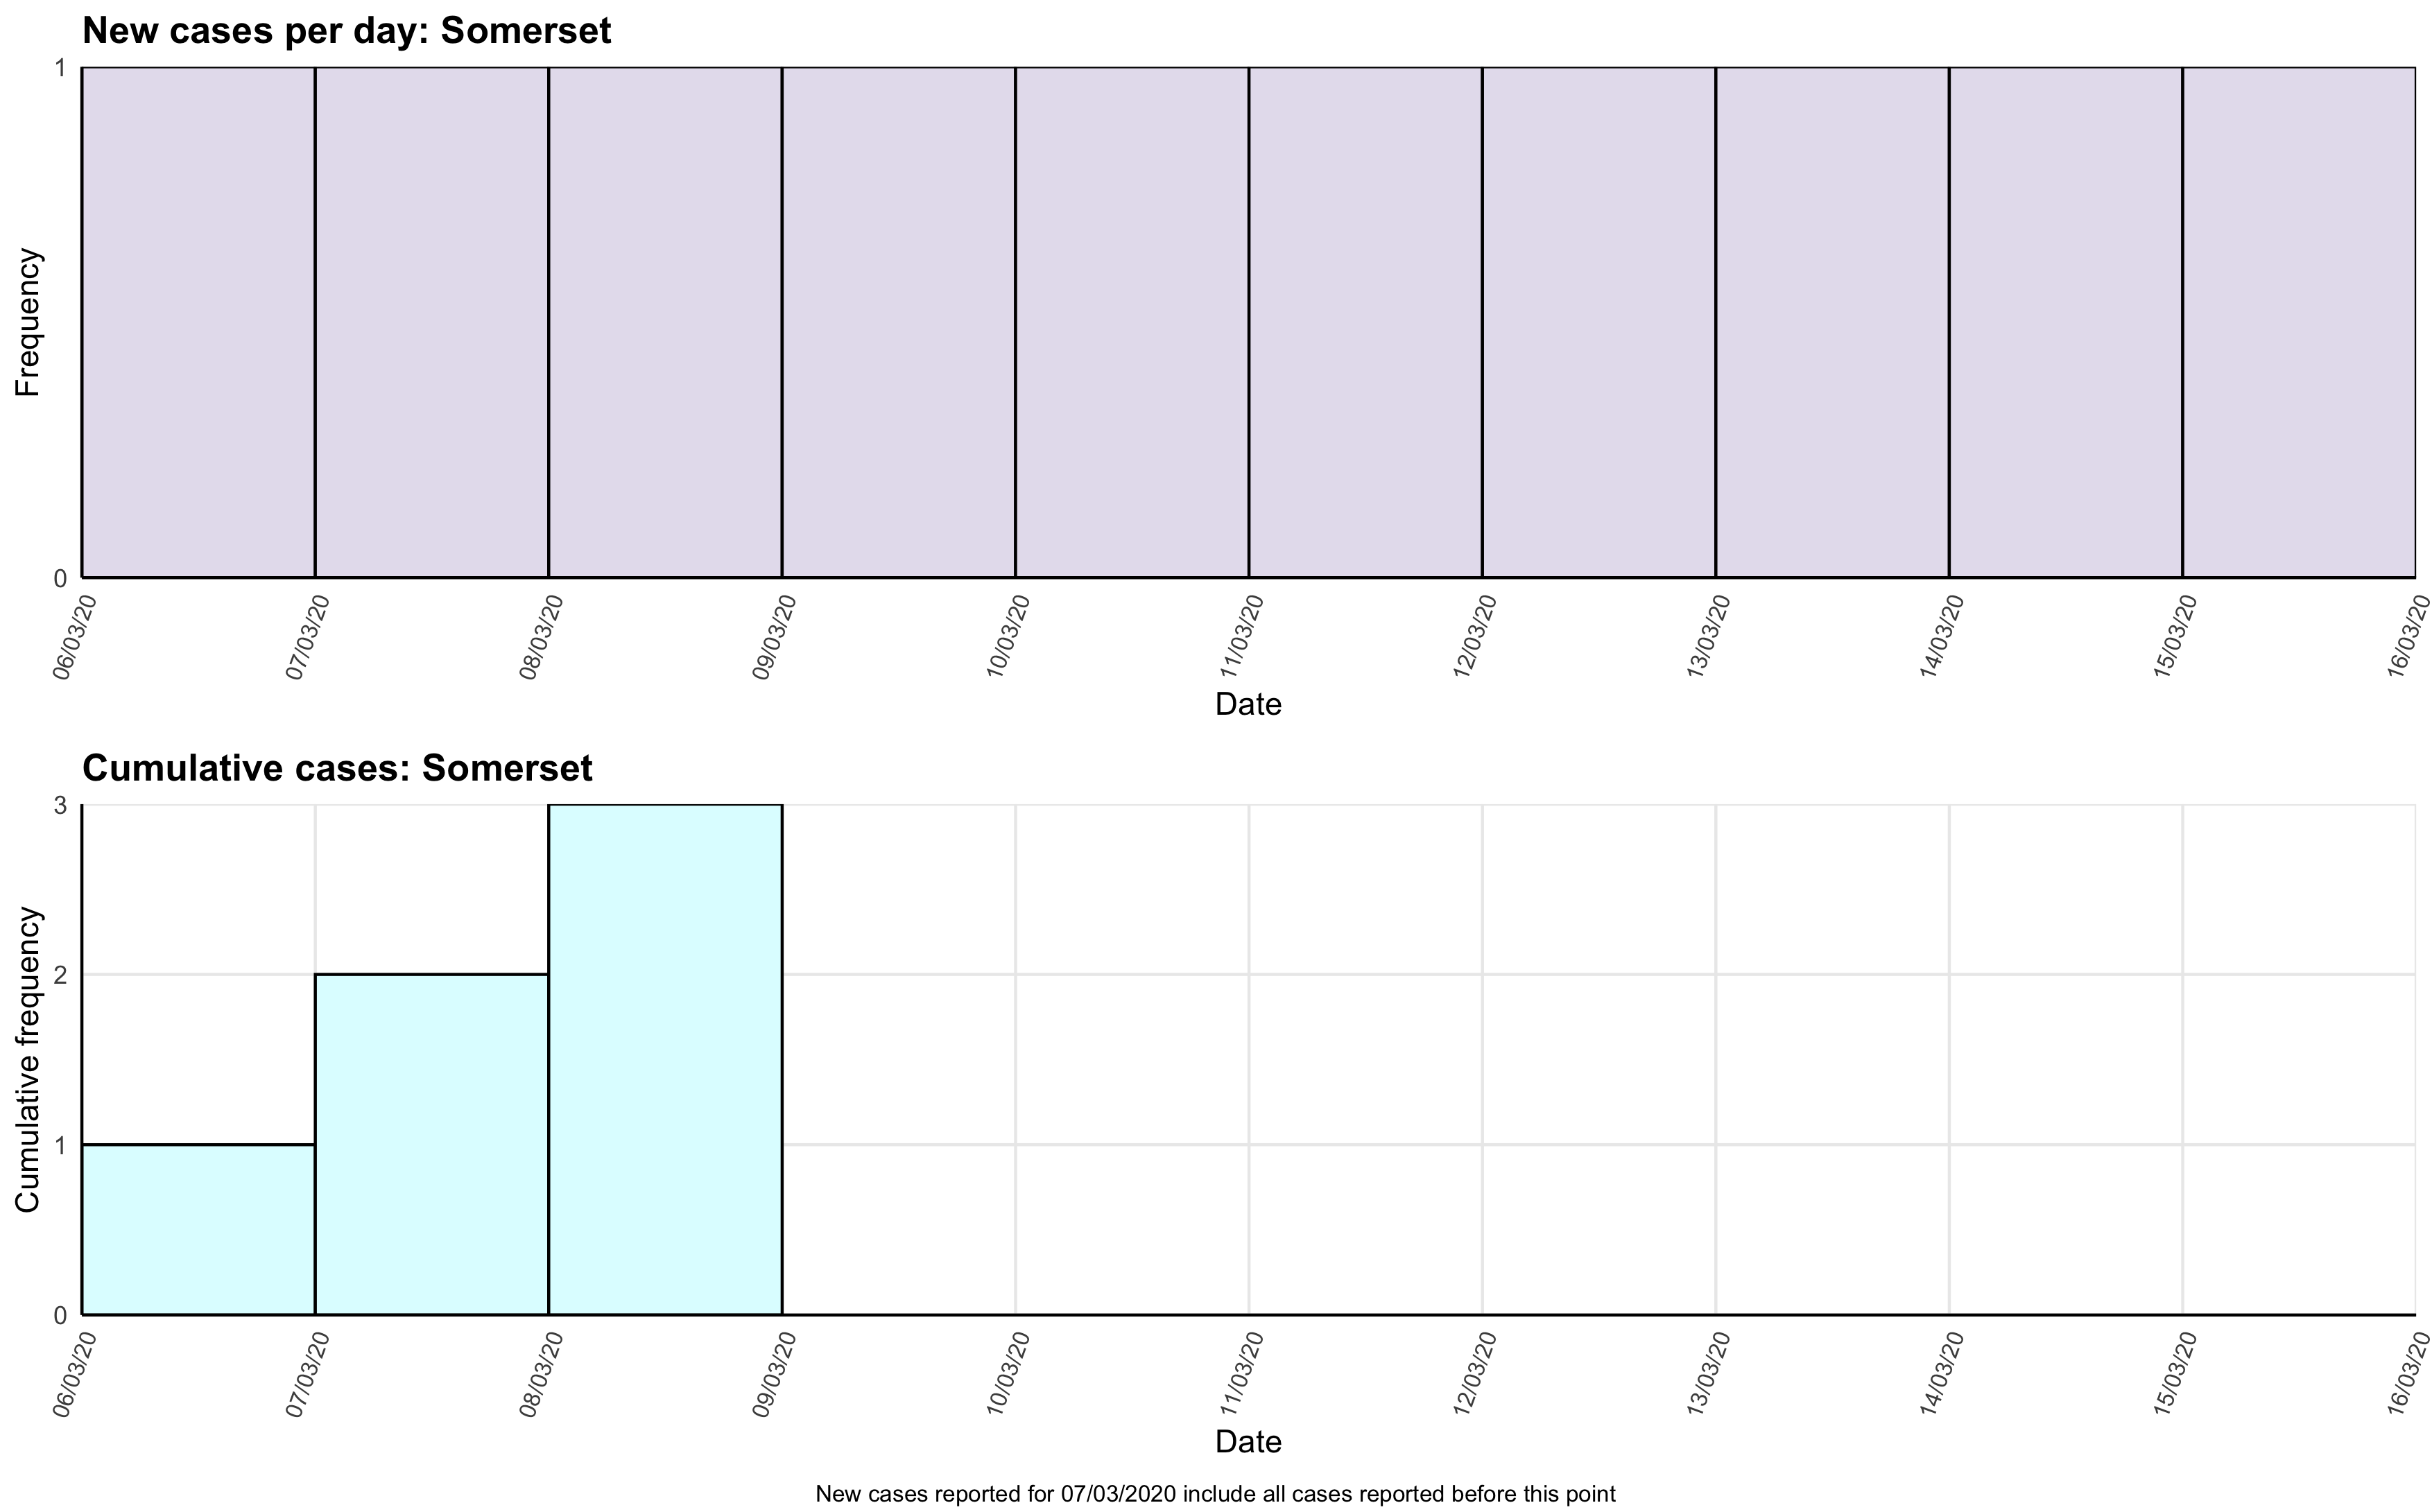 New cases per day: Somerset
1
Frequency
0
06/03/20 07/03/20 08/03/20 09/03/20 10/03/20 11/03/20 12/03/20 13/03/20 14/03/20 15/03/20 16/03/20
Date
Cumulative cases: Somerset
3
2
Cumulative frequency
1
0
06/03/20 07/03/20 08/03/20 09/03/20 10/03/20 11/03/20 12/03/20 13/03/20 14/03/20 15/03/20 16/03/20
Date
New cases reported for 07/03/2020 include all cases reported before this point